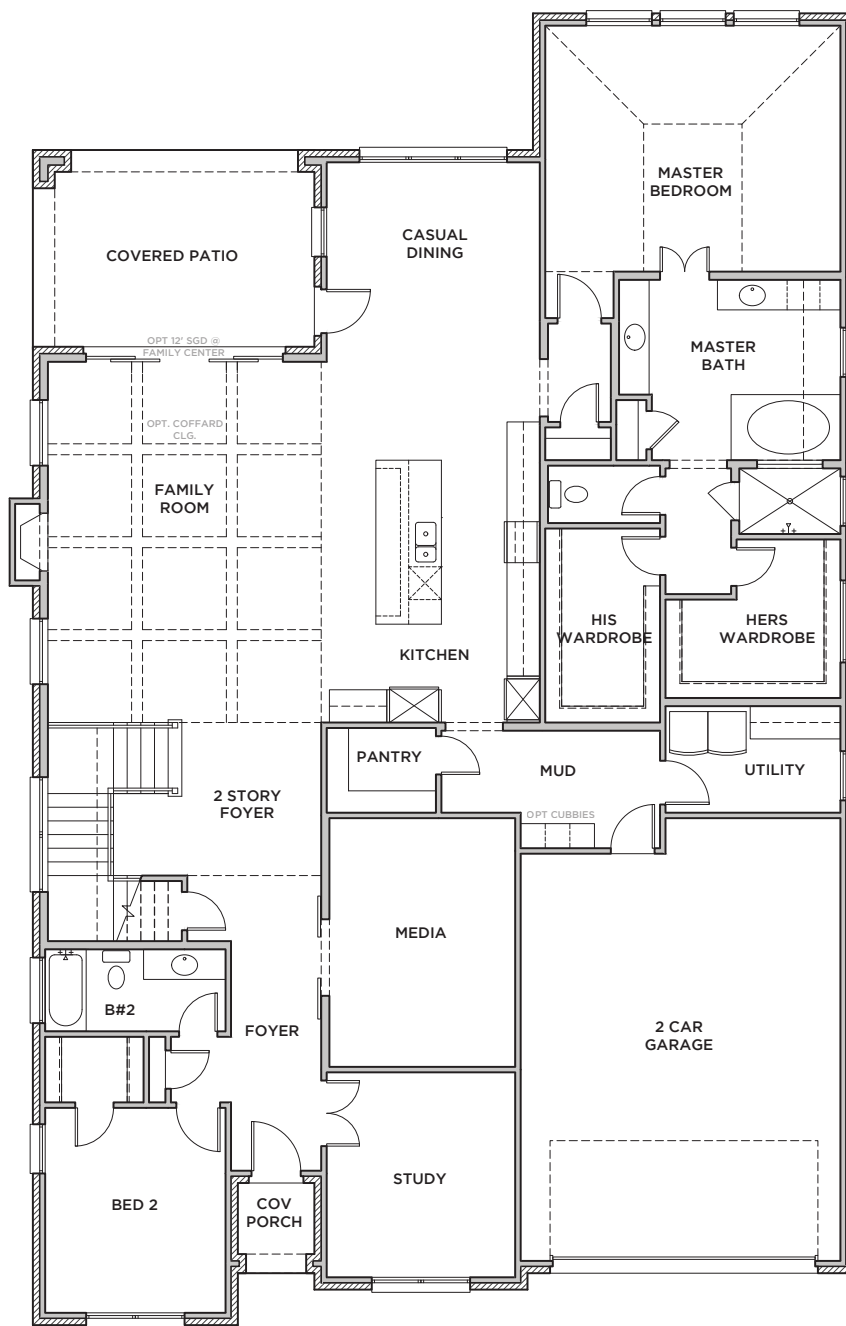 MASTER
BEDROOM
CASUAL
DINING
COVERED PATIO
OPT 12' SGD @
FAMILY CENTER
MASTER
BATH
OPT. COFFARD
CLG.
FAMILY
ROOM
HIS
WARDROBE
HERS
WARDROBE
KITCHEN
PANTRY
MUD
UTILITY
2 STORY
FOYER
OPT CUBBIES
MEDIA
B#2
FOYER
2 CAR
GARAGE
STUDY
BED 2
COV
PORCH